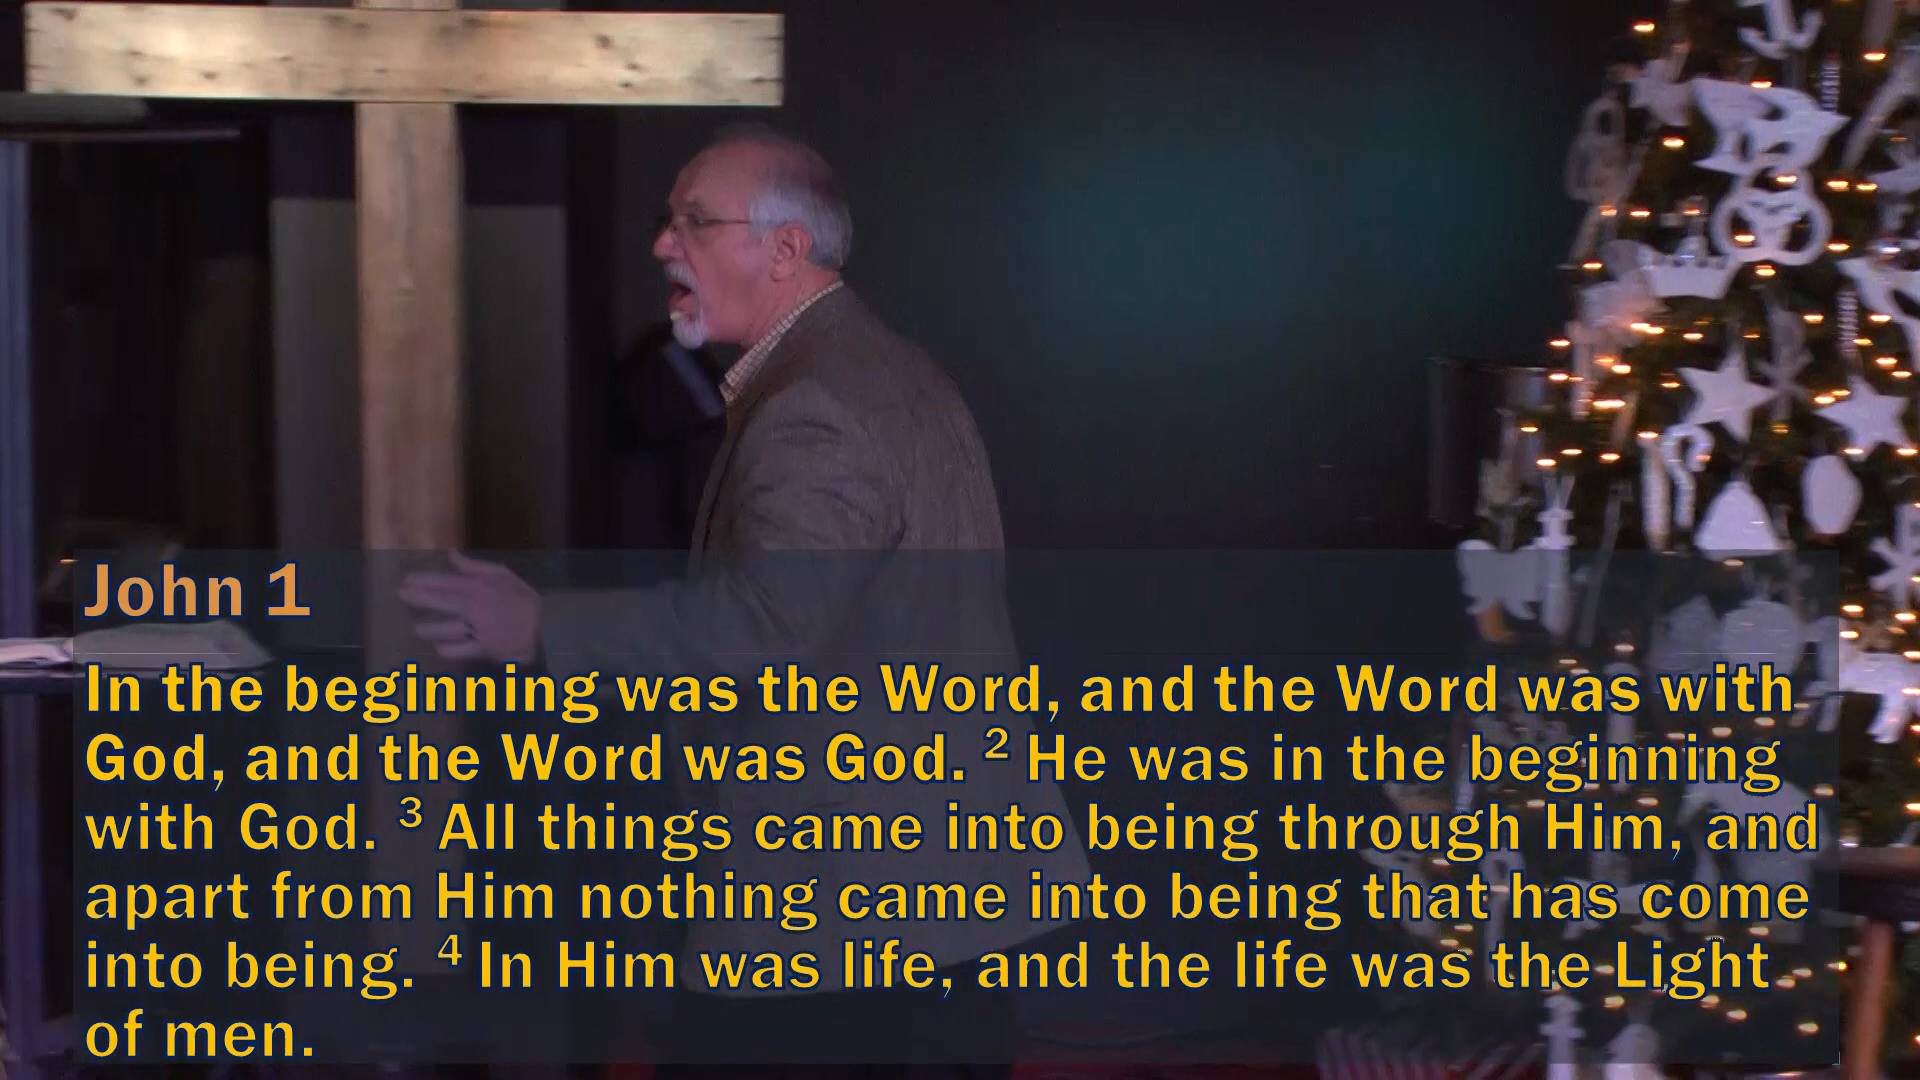 John 1
In the beginning was the Word, and the Word was with
God, and the Word was God. ² He was in the beginning
with God. ³ All things came into being through Him, and
apart from Him nothing came into being that has come
into being. ⁴ In Him was life, and the life was the Light
of men.